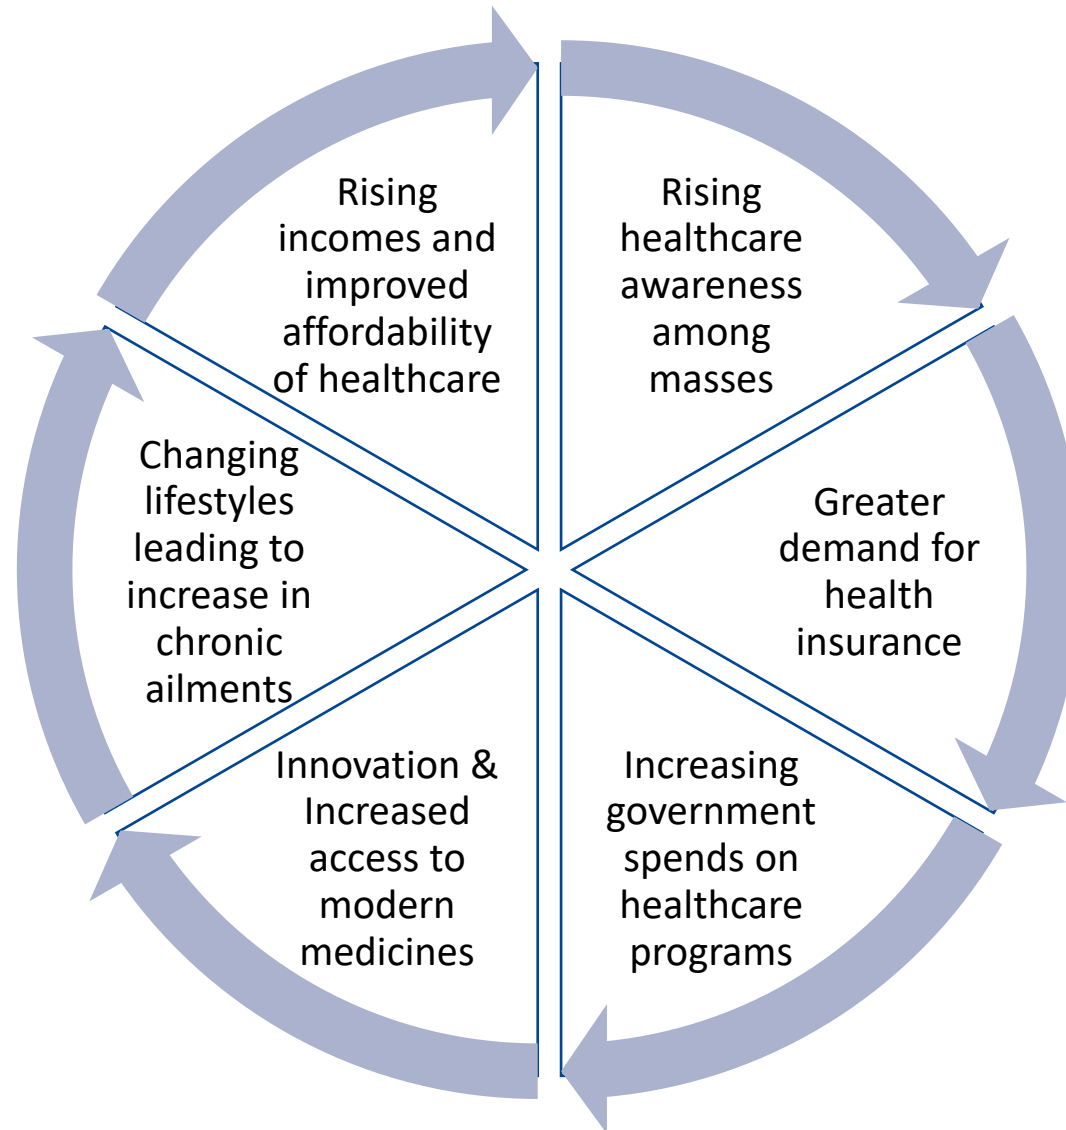 Rising
healthcare
awareness
among
masses
Greater
demand for
health
insurance
Increasing
government
spends on
healthcare
programs
Innovation &
Increased
access to
modern
medicines
Changing
lifestyles
leading to
increase in
chronic
ailments
Rising
incomes and
improved
affordability
of healthcare